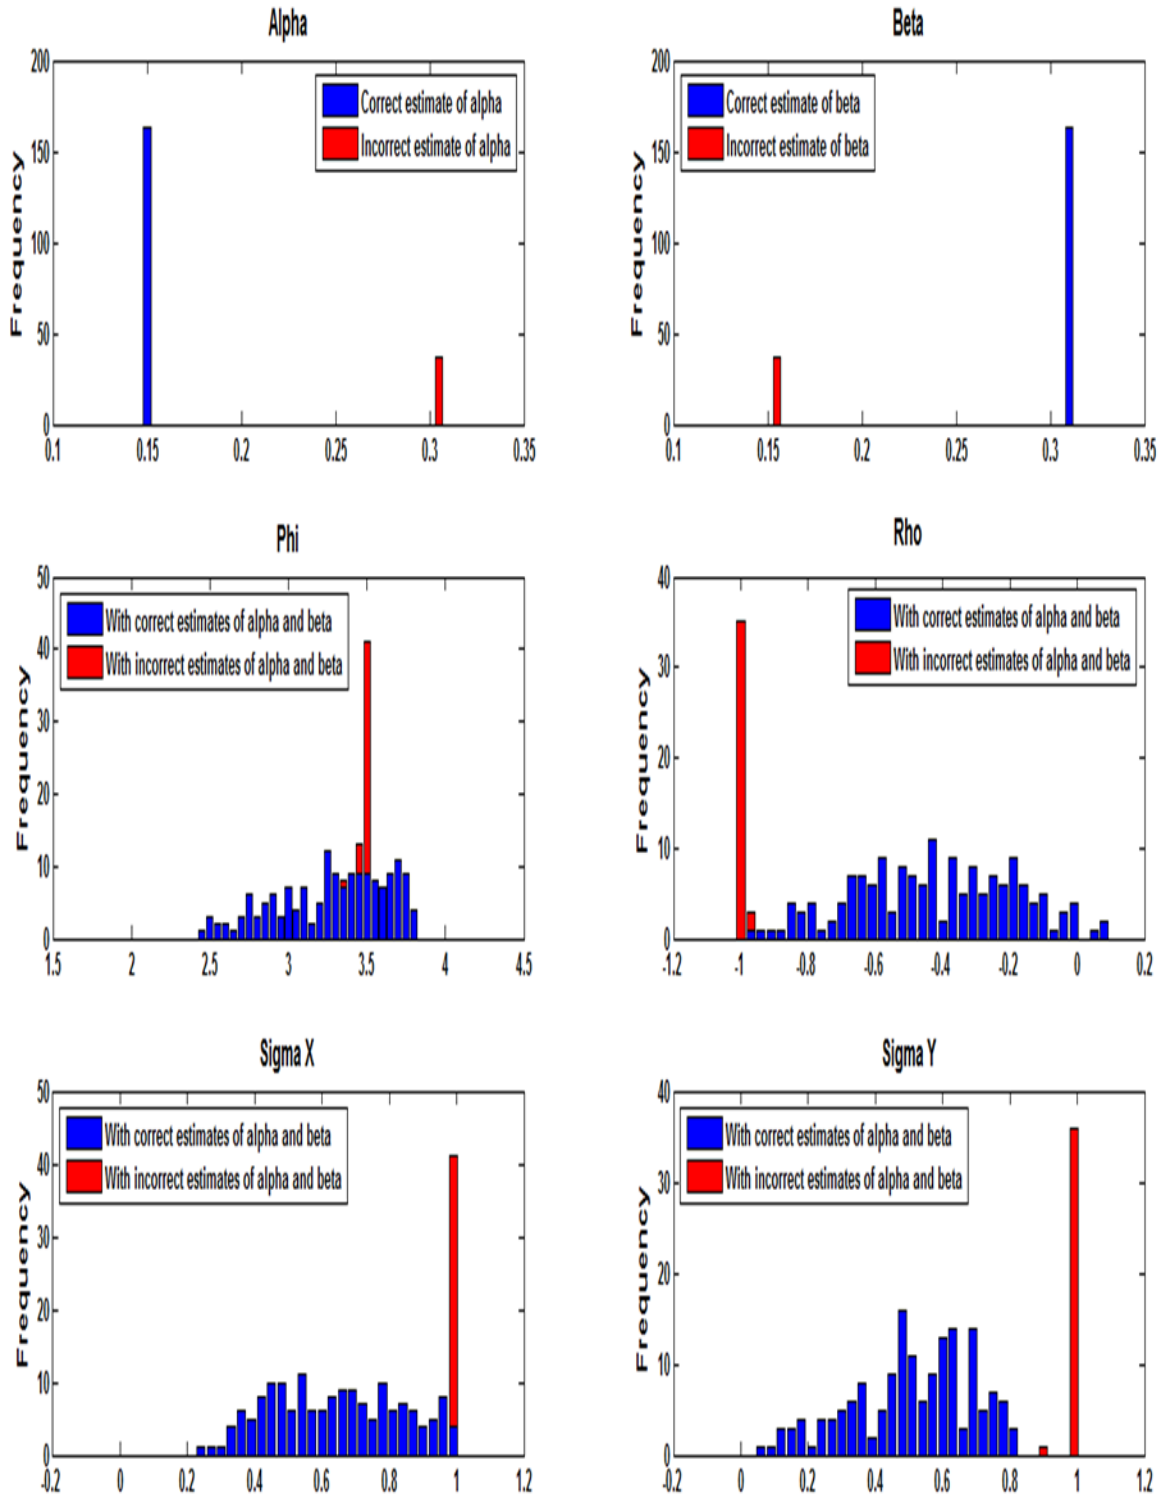 Alpha
Beta
200
150
100
50
0
Frequency
Correct estimate of alpha
Incorrect estimate of alpha
0.1 0.15 0.2 0.25 0.3 0.35
200
150
100
50
0
Frequency
Correct estimate of beta
Incorrect estimate of beta
0.1 0.15 0.2 0.25 0.3 0.35
Phi
Rho
50
40
30
20
10
0
Frequency
With correct estimates of alpha and beta
With incorrect estimates of alpha and beta
1.5 2 2.5 3 3.5 4 4.5
40
30
20
10
0
Frequency
With correct estimates of alpha and beta
With incorrect estimates of alpha and beta
-1.2 -1 -0.8 -0.6 -0.4 -0.2 0 0.2
Sigma X
Sigma Y
50
40
30
20
10
0
Frequency
With correct estimates of alpha and beta
With incorrect estimates of alpha and beta
-0.2 0 0.2 0.4 0.6 0.8 1 1.2
40
30
20
10
0
Frequency
With correct estimates of alpha and beta
With incorrect estimates of alpha and beta
-0.2 0 0.2 0.4 0.6 0.8 1 1.2